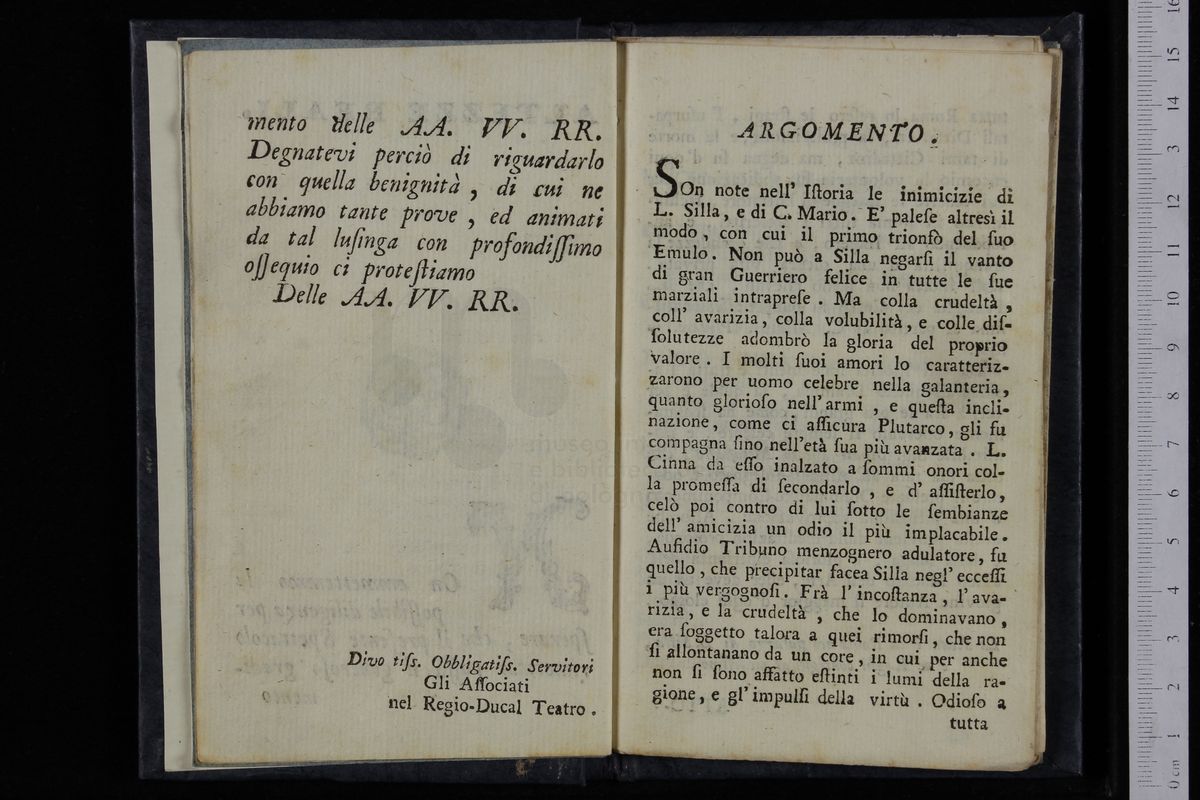 mento delle AA. VV. RR.
Degnatevi perciò di riguardarlo
con quella benignità, di cui ne
abbiamo tante prove, ed animati
da tal luſinga con profondiſſimo
oſſequio ci proteſtiamo
Delle AA. VV. RR.
Divo tiſs. Obbligatiſs. Servitori
Gli Aſſociati
nel Regio-Ducal Teatro.
ARGOMENTO.
SOn note nell' Iſtoria le inimicizie di
L. Silla, e di C. Mario. E' paleſe altresì il
modo, con cui il primo trionfò del ſuo
Emulo. Non può a Silla negarſi il vanto
di gran Guerriero felice in tutte le ſue
marziali intrapreſe. Ma colla crudeltà,
coll' avarizia, colla volubilità, e colle diſ-
ſolutezze adombrò la gloria del proprio
valore. I molti ſuoi amori lo caratteriz-
zarono per uomo celebre nella galanteria,
quanto glorioſo nell' armi, e queſta incli-
nazione, come ci aſſicura Plutarco, gli fu
compagna ſino nell'età ſua più avanzata. L.
Cinna da eſſo inalzato a ſommi onori col-
la promeſſa di ſecondarlo, e d' aſſiſterlo,
celò poi contro di lui ſotto le ſembianze
dell' amicizia un odio il più implacabile.
Aufidio Tribuno menzognero adulatore, fu
quello, che precipitar facea Silla negl' ecceſſi
i più vergognoſi. Frà l' incoſtanza, l' ava-
rizia, e la crudeltà, che lo dominavano,
era ſoggetto talora a quei rimorſi, che non
ſi allontanano da un core, in cui per anche
non ſi ſono affatto eſtinti i lumi della ra-
gione, e gl' impulſi della virtù. Odioſo a
tutta